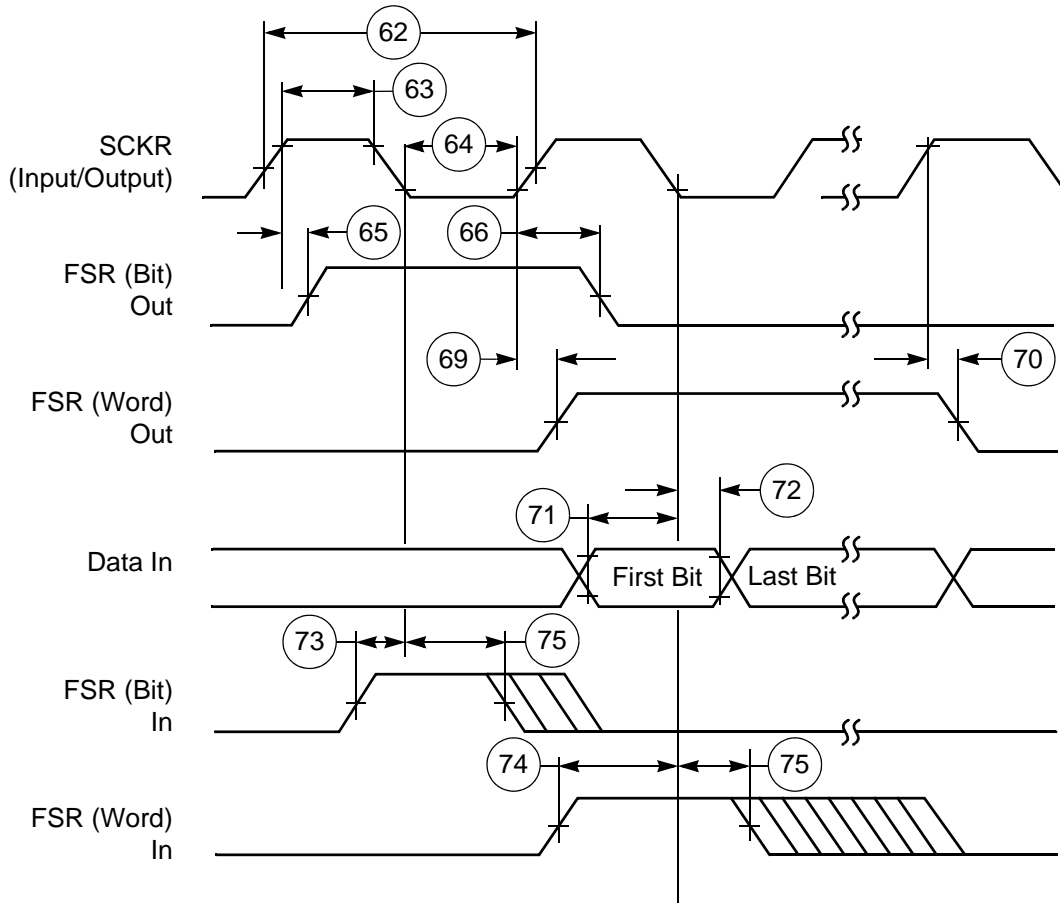 62
63
SCKR
(Input/Output)
64
65
66
FSR (Bit)
Out
69
70
FSR (Word)
Out
71
72
Data In
First Bit
Last Bit
73
75
FSR (Bit)
In
74
75
FSR (Word)
In